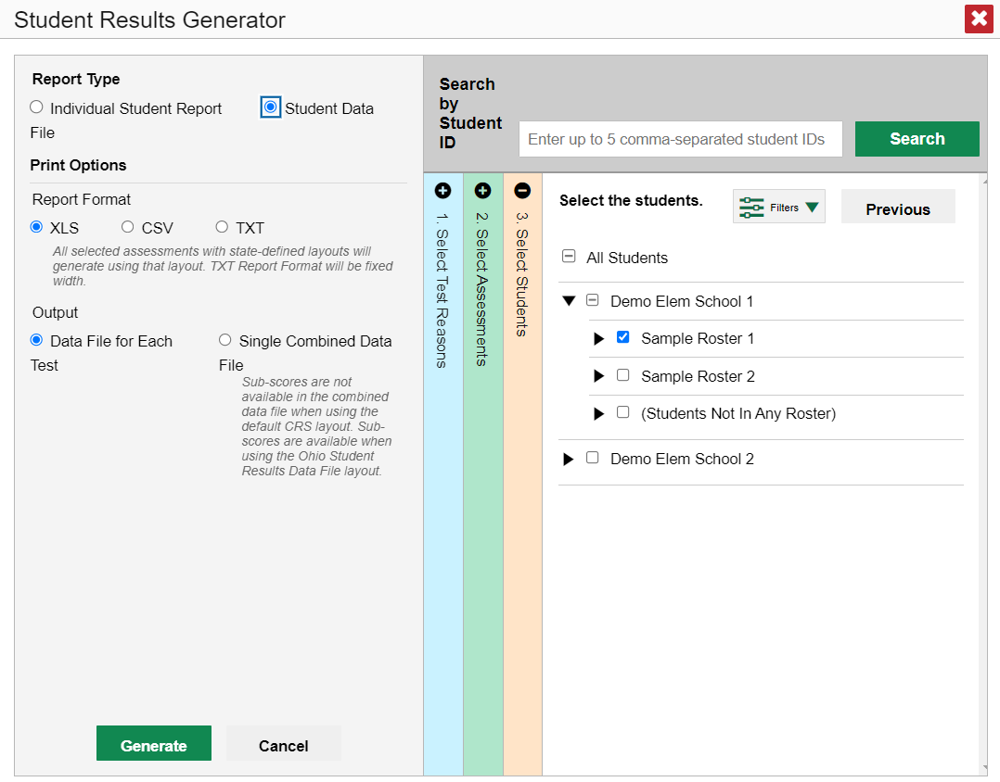 Student Results Generator
Report Type
Individual Student Report
Student Data
File
Print Options
Report Format
XLS
CSV
TXT
All selected assessments with state-defined layouts will
generate using that layout. TXT Report Format will be fixed
width.
Output
Data File for Each
Test
Single Combined Data
File
Sub-scores are not
available in the combined
data file when using the
default CRS layout. Sub-
scores are available when
using the Ohio Student
Results Data File layout.
Generate
Cancel
Search
by
Student
ID
Enter up to 5 comma-separated student IDs
Search
1. Select Test Reasons
2. Select Assessments
3. Select Students
Select the students.
Filters
Previous
All Students
Demo Elem School 1
Sample Roster 1
Sample Roster 2
(Students Not In Any Roster)
Demo Elem School 2